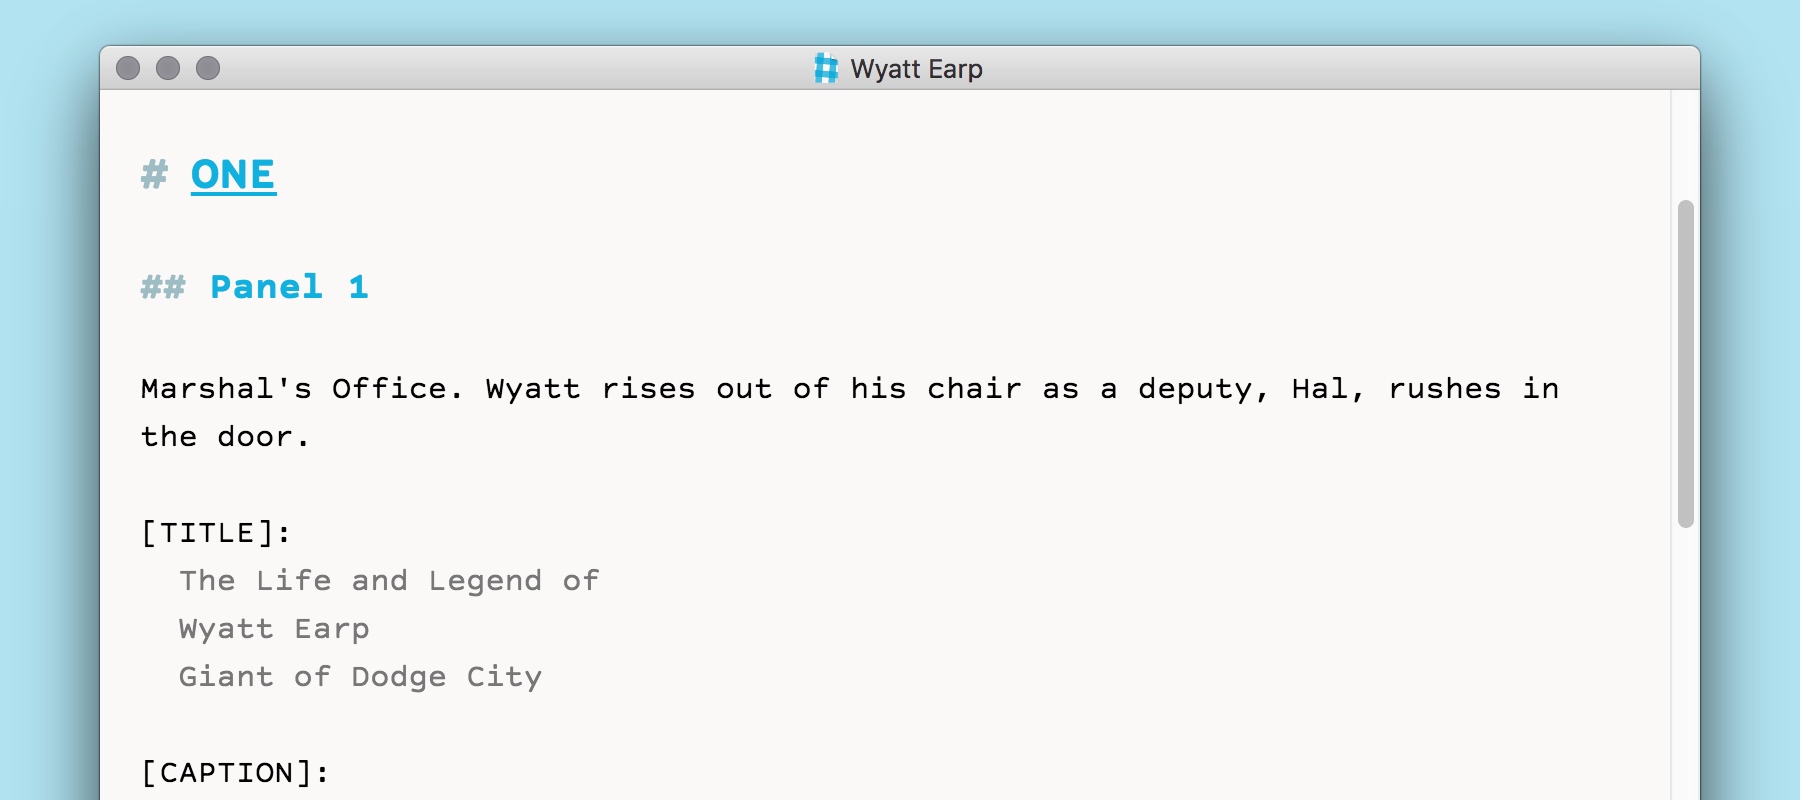 Wyatt Earp
# ONE
## Panel 1
Marshal's Office. Wyatt rises out of his chair as a deputy, Hal, rushes in
the door.
[TITLE]:
The Life and Legend of
Wyatt Earp
Giant of Dodge City
[CAPTION]: